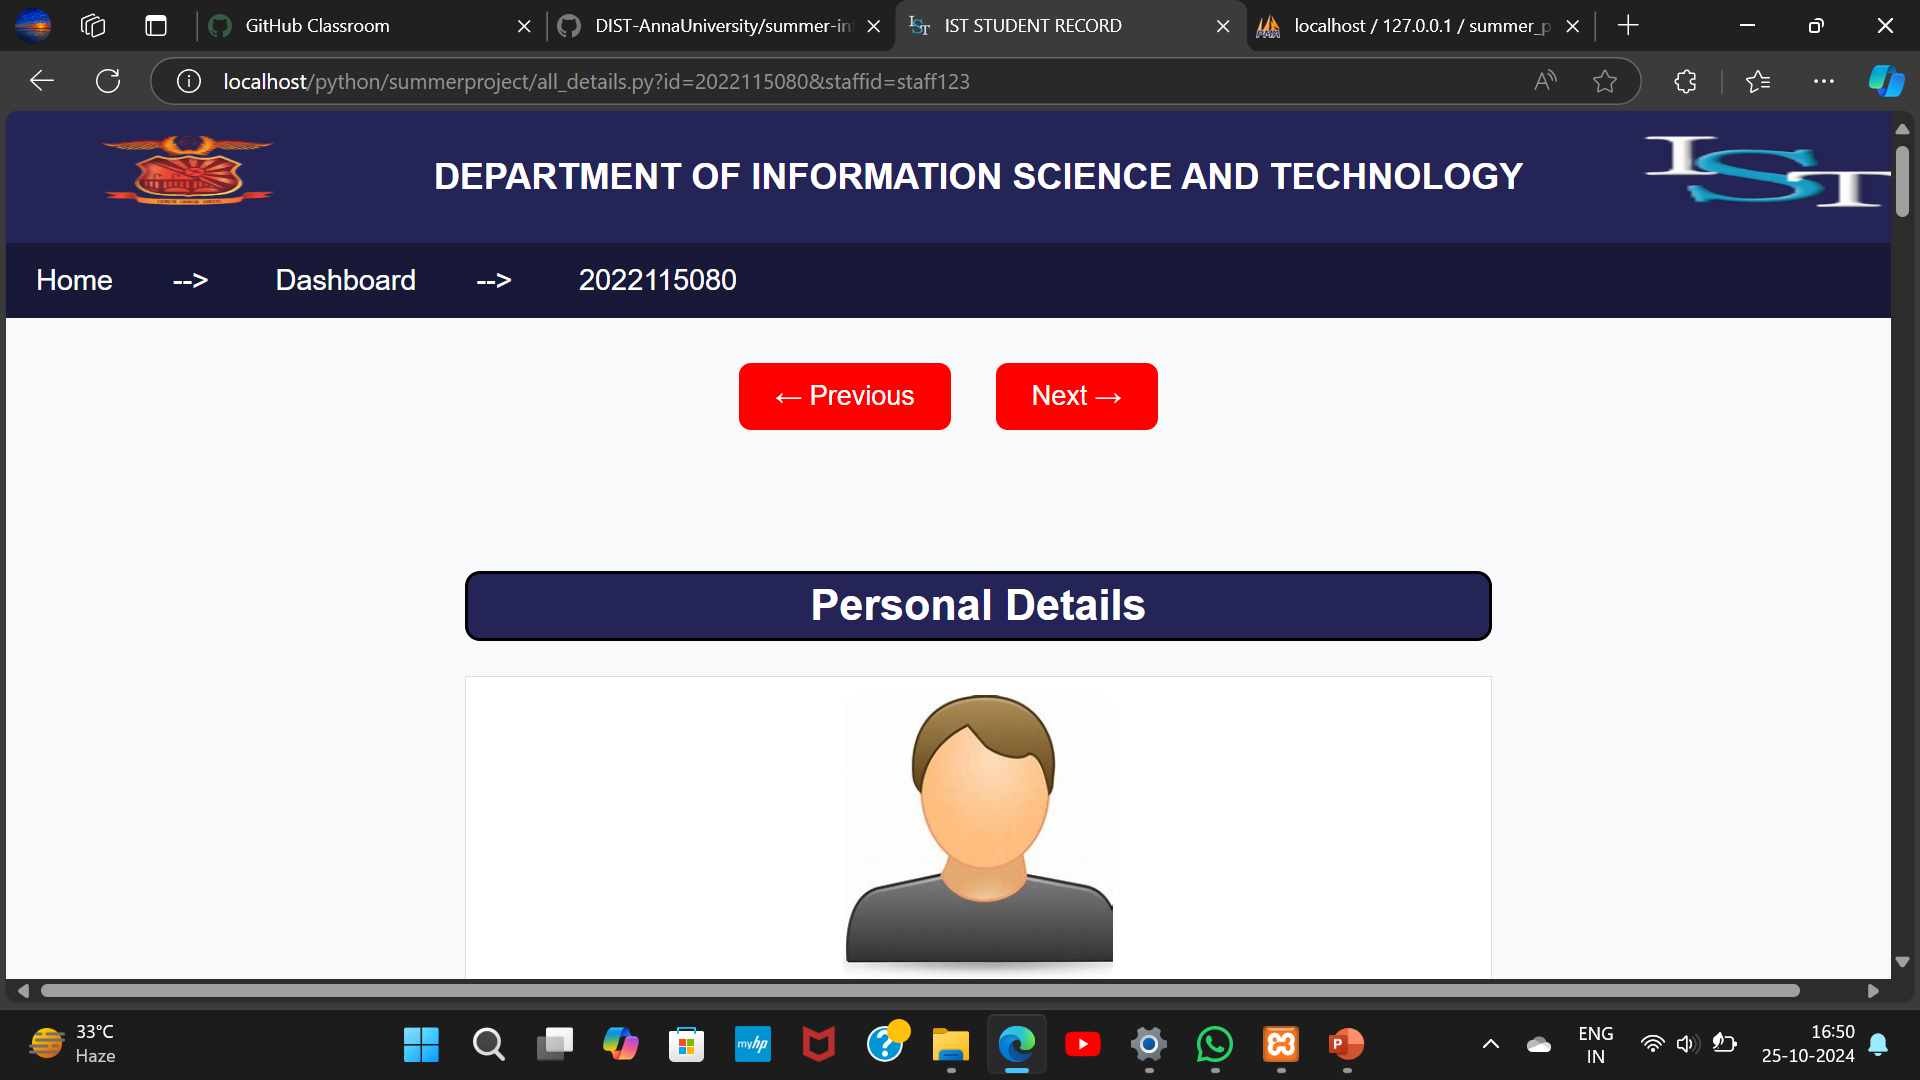 GitHub Classroom
DIST-AnnaUniversity/summer-in
IST STUDENT RECORD
localhost / 127.0.0.1 / summer_p
localhost/python/summerproject/all_details.py?id=2022115080&staffid=staff123
DEPARTMENT OF INFORMATION SCIENCE AND TECHNOLOGY
IST
Home --> Dashboard --> 2022115080
← Previous Next →
Personal Details
33°C
Haze
myhp
ENG
IN
16:50
25-10-2024